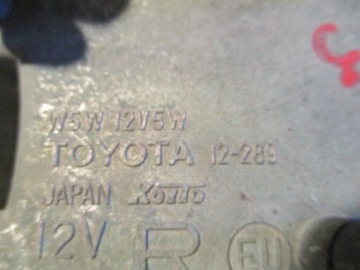 W5W 12V5W
TOYOTA 12-289
JAPAN Koito
12V R EU